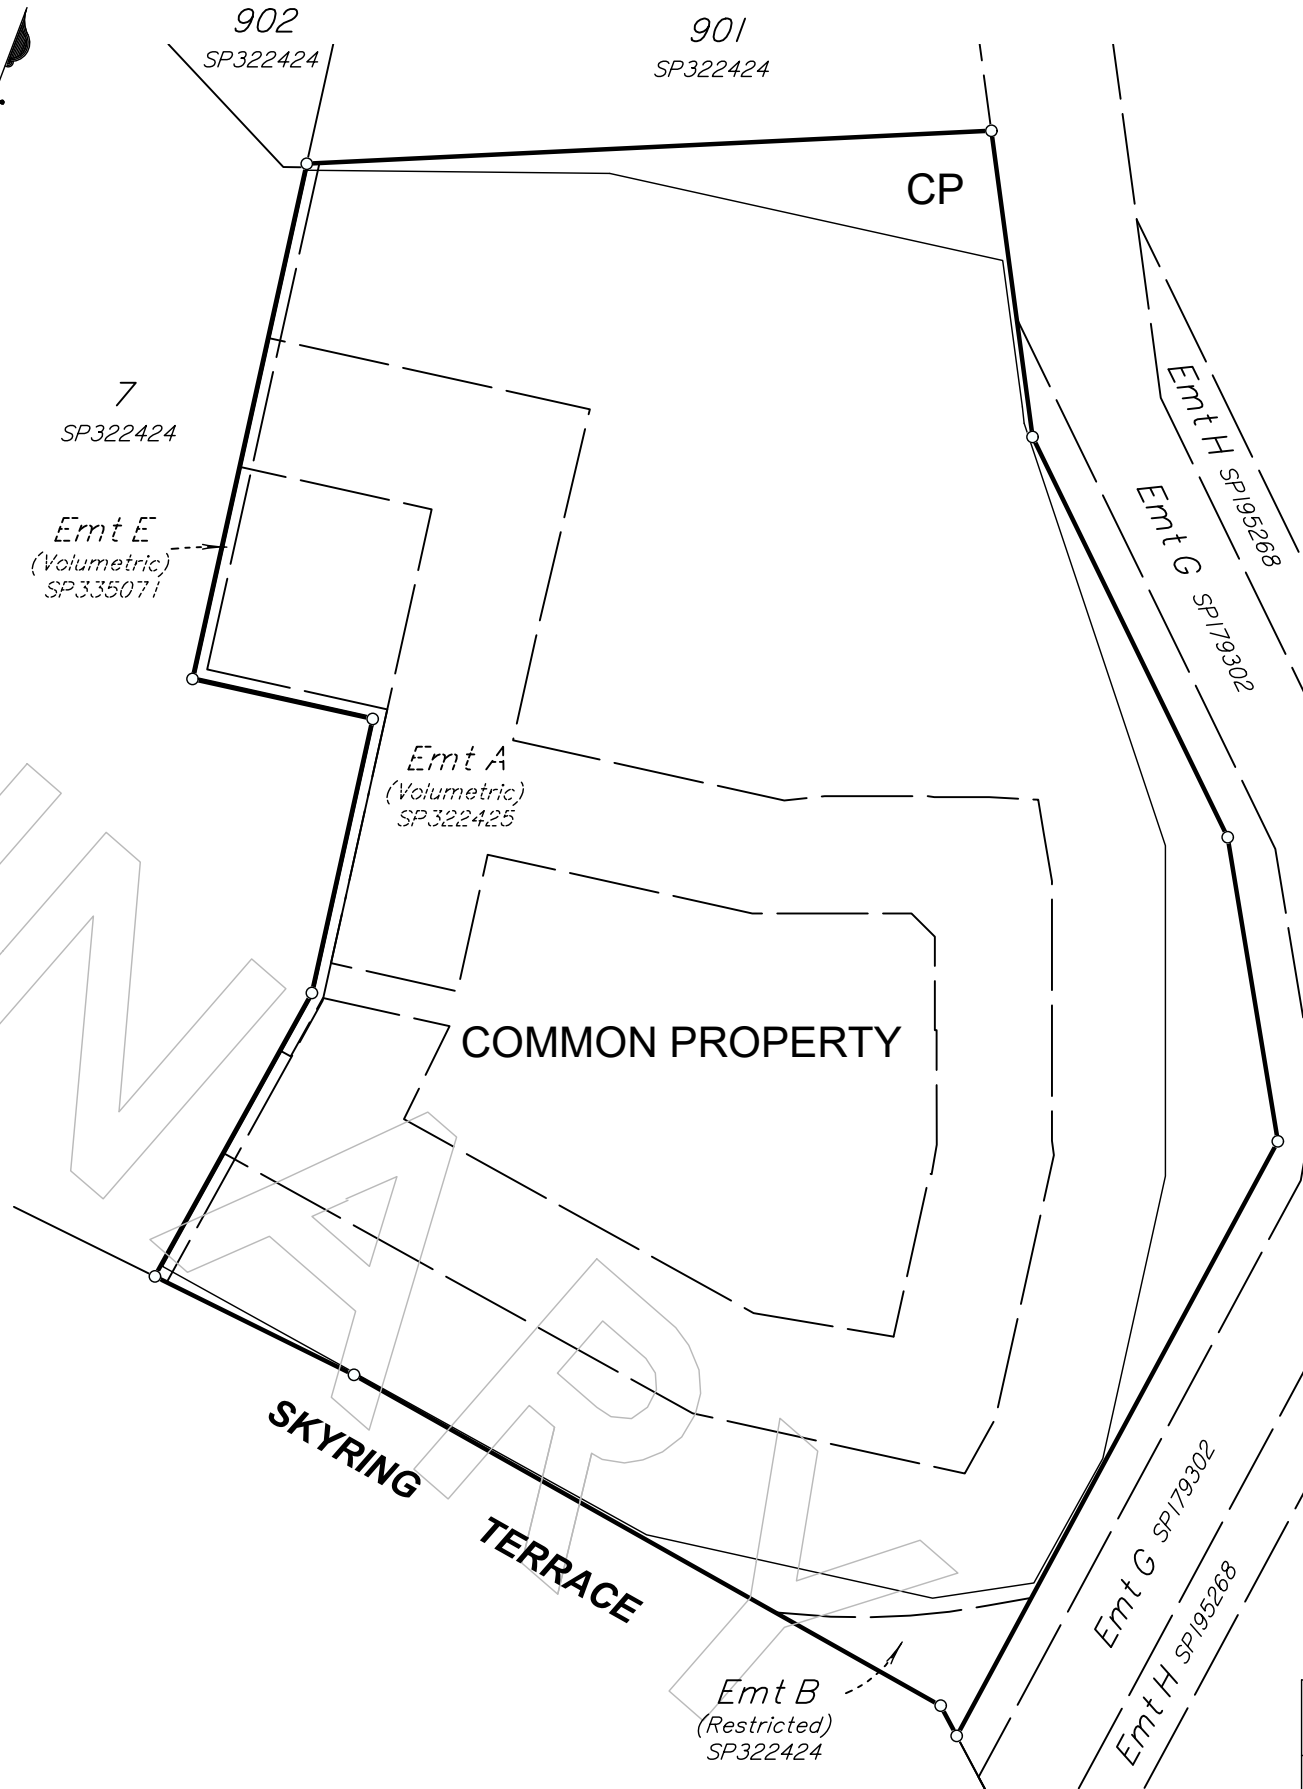 902
SP322424
901
SP322424
CP
7
SP322424
Emt H SP195268
Emt G SP179302
Emt E
(Volumetric)
SP335071
Emt A
(Volumetric)
SP322425
COMMON PROPERTY
SKYRING TERRACE
Emt G SP179302
Emt H SP195268
Emt B
(Restricted)
SP322424
INARY